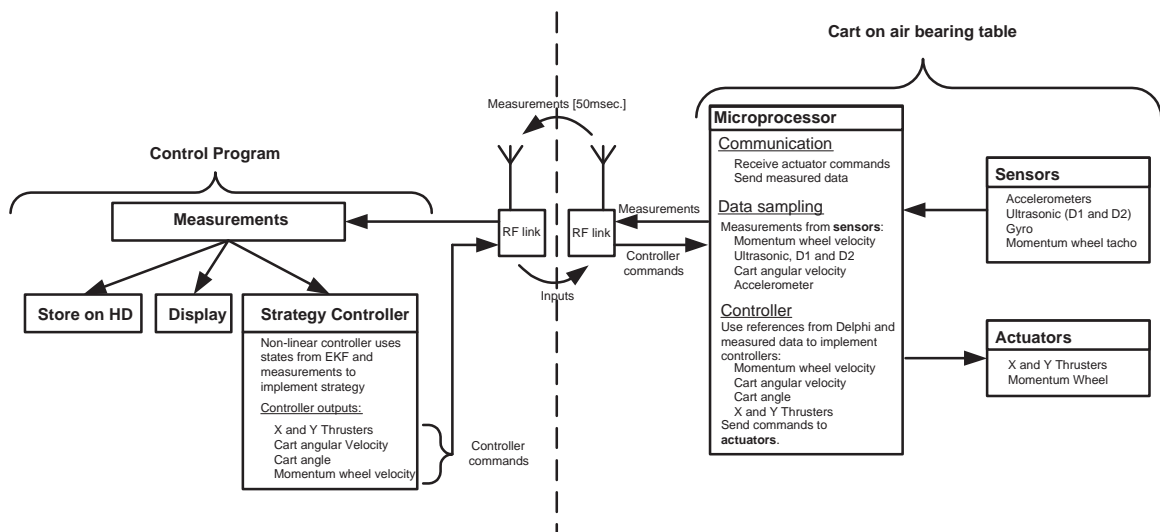 Cart on air bearing table
Measurements [50msec.]
Control Program
Measurements
RF link
RF link
Measurements
Controller
commands
Inputs
Store on HD
Display
Strategy Controller
Non-linear controller uses
states from EKF and
measurements to
implement strategy
Controller outputs:
X and Y Thrusters
Cart angular Velocity
Cart angle
Momentum wheel velocity
Controller
commands
Microprocessor
Communication
Receive actuator commands
Send measured data
Data sampling
Measurements from sensors:
Momentum wheel velocity
Ultrasonic, D1 and D2
Cart angular velocity
Accelerometer
Controller
Use references from Delphi and
measured data to implement
controllers:
Momentum wheel velocity
Cart angular velocity
Cart angle
X and Y Thrusters
Send commands to
actuators.
Sensors
Accelerometers
Ultrasonic (D1 and D2)
Gyro
Momentum wheel tacho
Actuators
X and Y Thrusters
Momentum Wheel